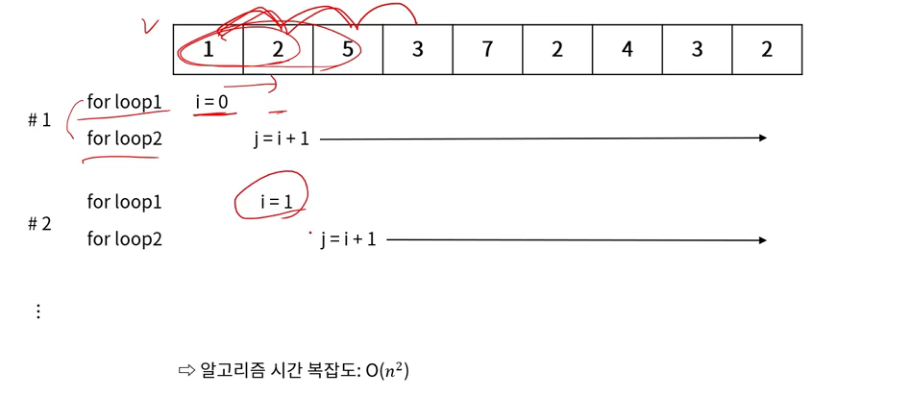 V 1 2 5 3 7 2 4 3 2
for loop1 i = 0
# 1
for loop2 j = i + 1
for loop1 i = 1
# 2
for loop2 j = i + 1
⋮
⇨ 알고리즘 시간 복잡도: O(n²)